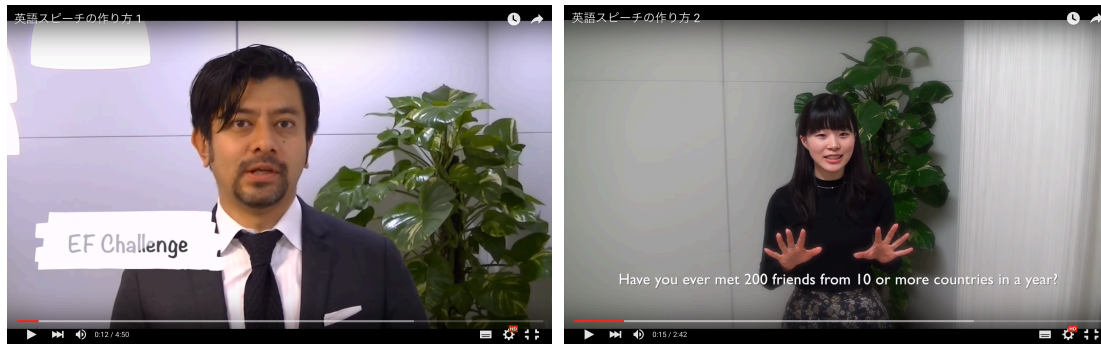 英語スピーチの作り方 1
EF Challenge
0:12 / 4:50
HD
英語スピーチの作り方 2
Have you ever met 200 friends from 10 or more countries in a year?
0:15 / 2:42
HD